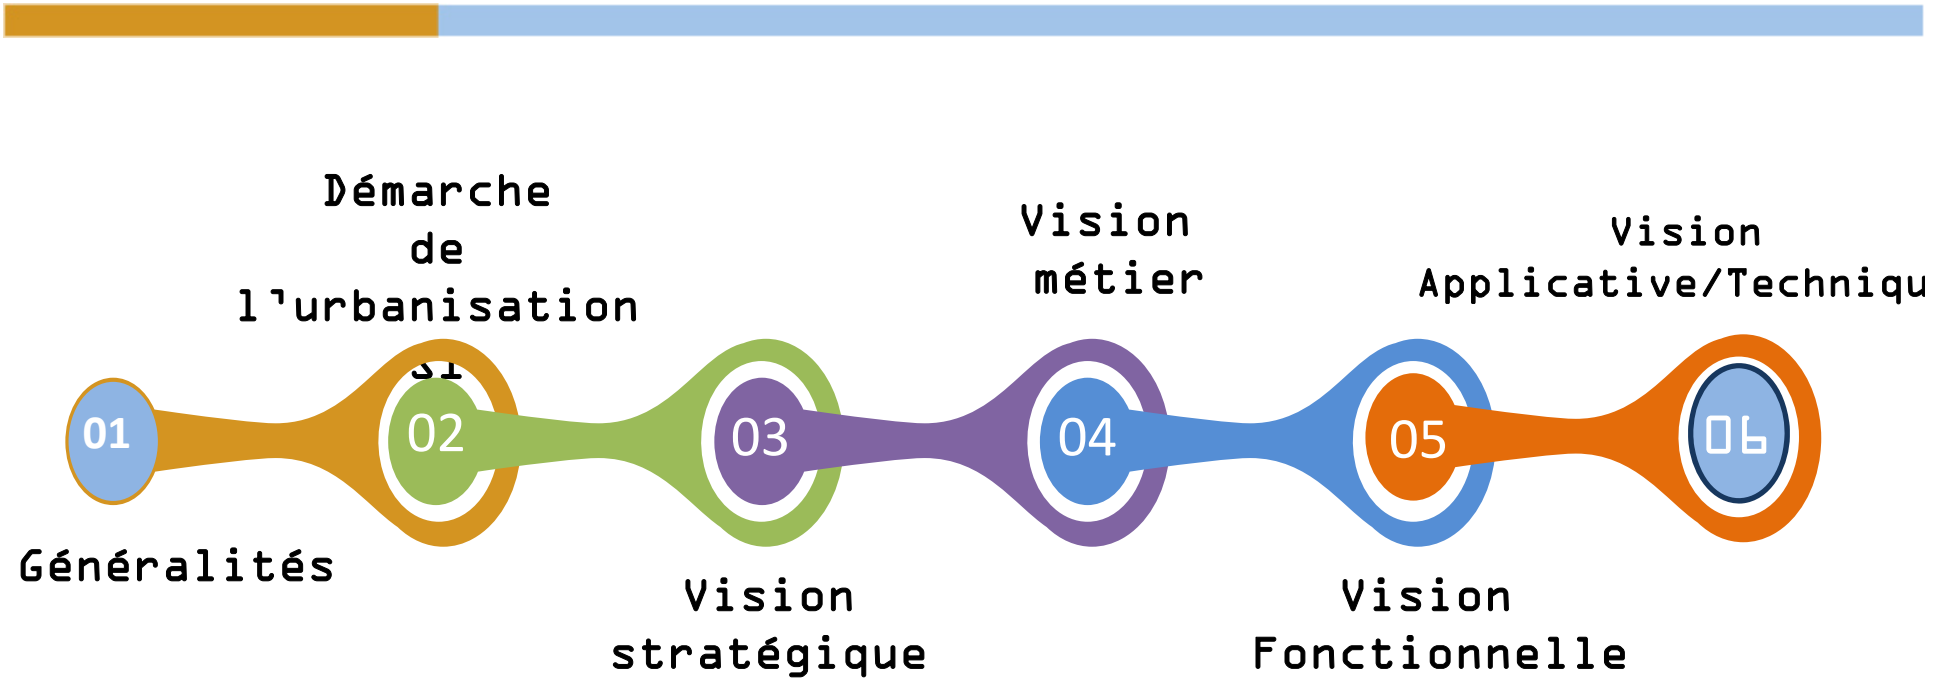 Démarche
de
l'urbanisation
SI
Vision
métier
Vision
Applicative/Techniqu
01
02
03
04
05
06
Généralités
Vision
stratégique
Vision
Fonctionnelle